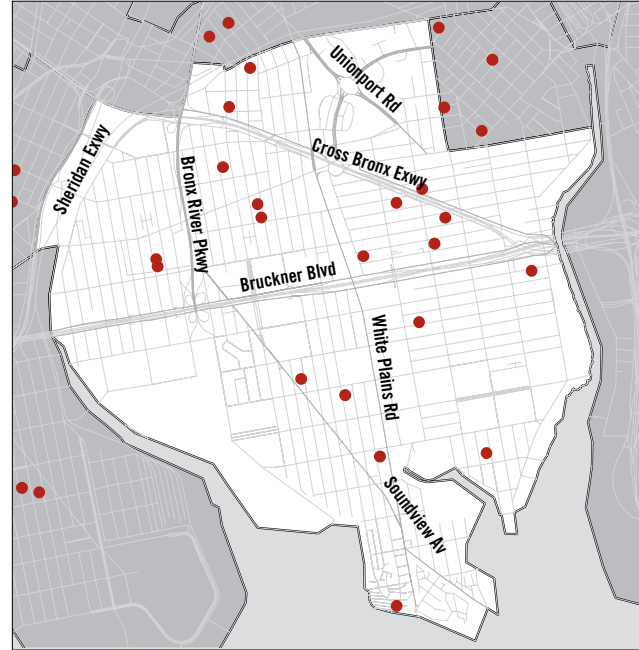 Unionport Rd
Sheridan Exwy
Cross Bronx Exwy
Bronx River Pkwy
Bruckner Blvd
White Plains Rd
Soundview Av